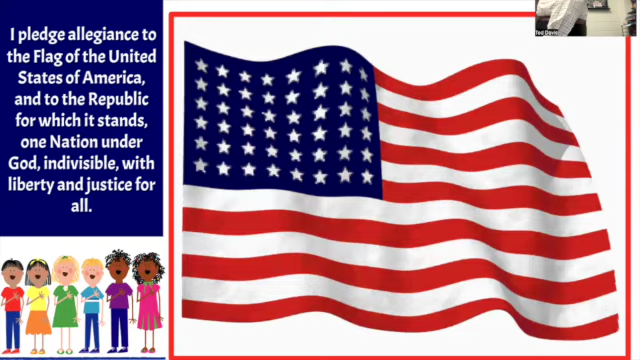 I pledge allegiance to
the Flag of the United
States of America,
and to the Republic
for which it stands,
one Nation under
God, indivisible, with
liberty and justice for
all.
Ted Davis